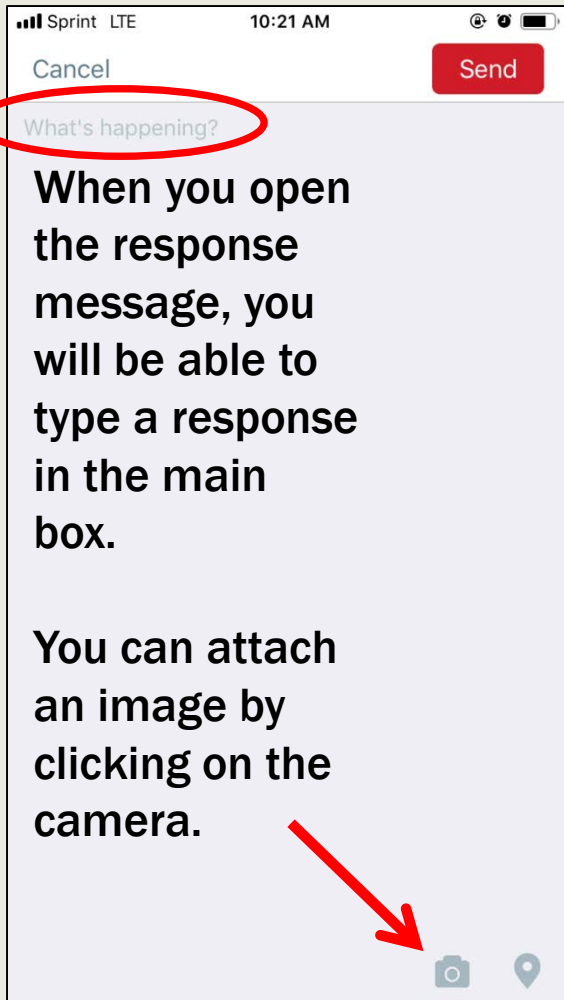 Sprint LTE 10:21 AM
Cancel Send
What's happening?
When you open
the response
message, you
will be able to
type a response
in the main
box.
You can attach
an image by
clicking on the
camera.